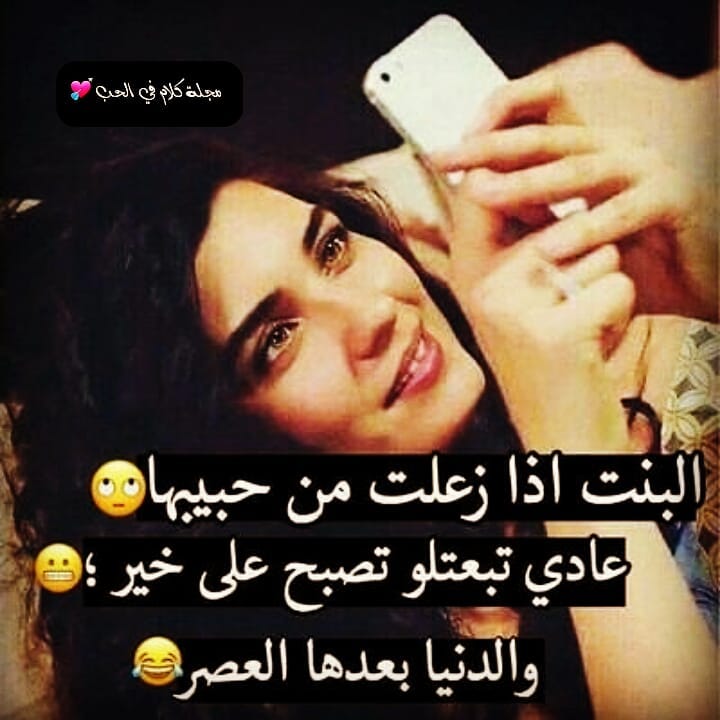 مجلة كلام في الحب 💘
البنت اذا زعلت من حبيبها🙄
عادي تبعتلو تصبح على خير ؛😬
والدنيا بعدها العصر😂